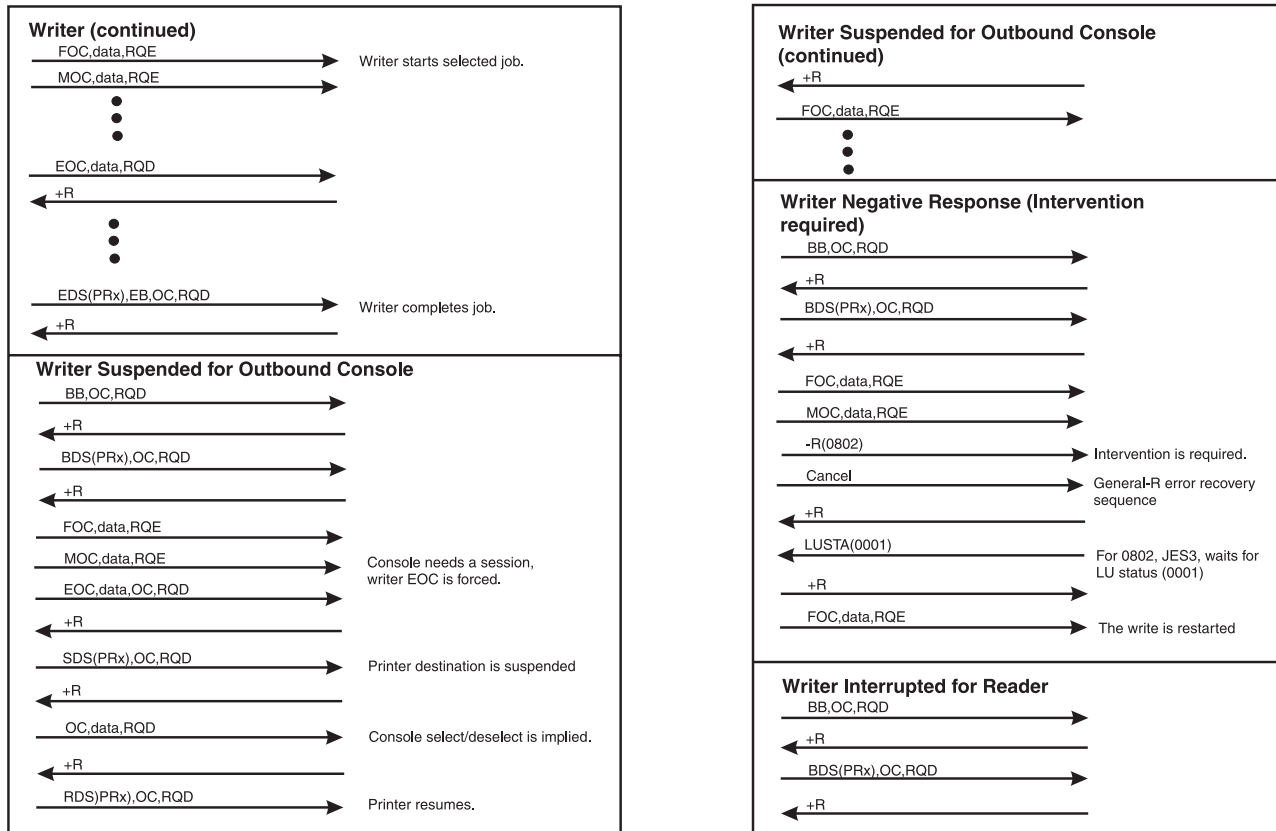 Writer (continued)
FOC,data,RQE
Writer starts selected job.
MOC,data,RQE
EOC,data,RQD
+R
EDS(PRx),EB,OC,RQD
Writer completes job.
+R
Writer Suspended for Outbound Console
BB,OC,RQD
+R
BDS(PRx),OC,RQD
+R
FOC,data,RQE
MOC,data,RQE
Console needs a session,
writer EOC is forced.
EOC,data,OC,RQD
+R
SDS(PRx),OC,RQD
Printer destination is suspended
+R
OC,data,RQD
Console select/deselect is implied.
+R
RDS)PRx),OC,RQD
Printer resumes.
Writer Suspended for Outbound Console
(continued)
+R
FOC,data,RQE
Writer Negative Response (Intervention
required)
BB,OC,RQD
+R
BDS(PRx),OC,RQD
+R
FOC,data,RQE
MOC,data,RQE
-R(0802)
Intervention is required.
Cancel
General-R error recovery
sequence
+R
LUSTA(0001)
For 0802, JES3, waits for
LU status (0001)
+R
FOC,data,RQE
The write is restarted
Writer Interrupted for Reader
BB,OC,RQD
+R
BDS(PRx),OC,RQD
+R